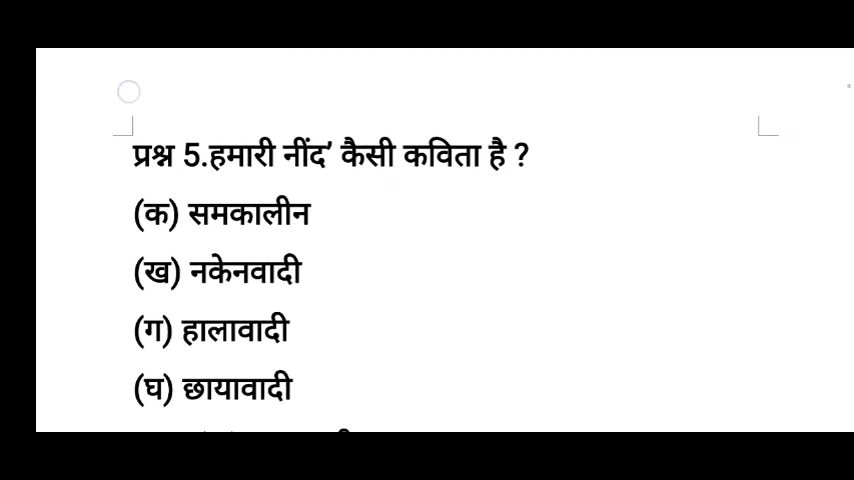 प्रश्न 5.हमारी नींद’ कैसी कविता है ?
(क) समकालीन
(ख) नकेनवादी
(ग) हालावादी
(घ) छायावादी